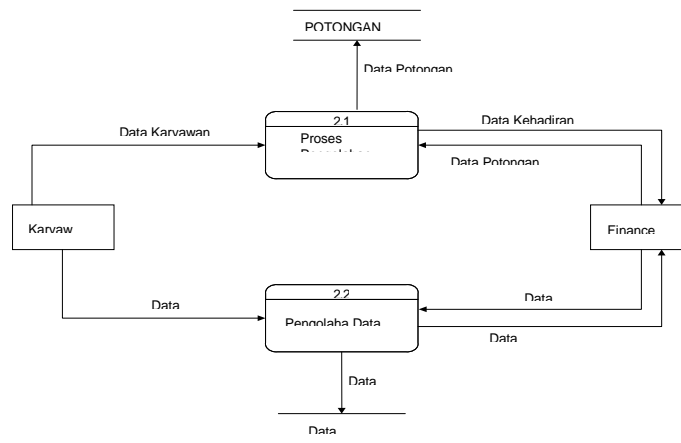 POTONGAN
Data Potongan
2.1
Data Karyawan
Proses
Data Kehadiran
Data Potongan
Karyaw
Finance
2.2
Data
Data
Pengolaha Data
Data
Data
Data